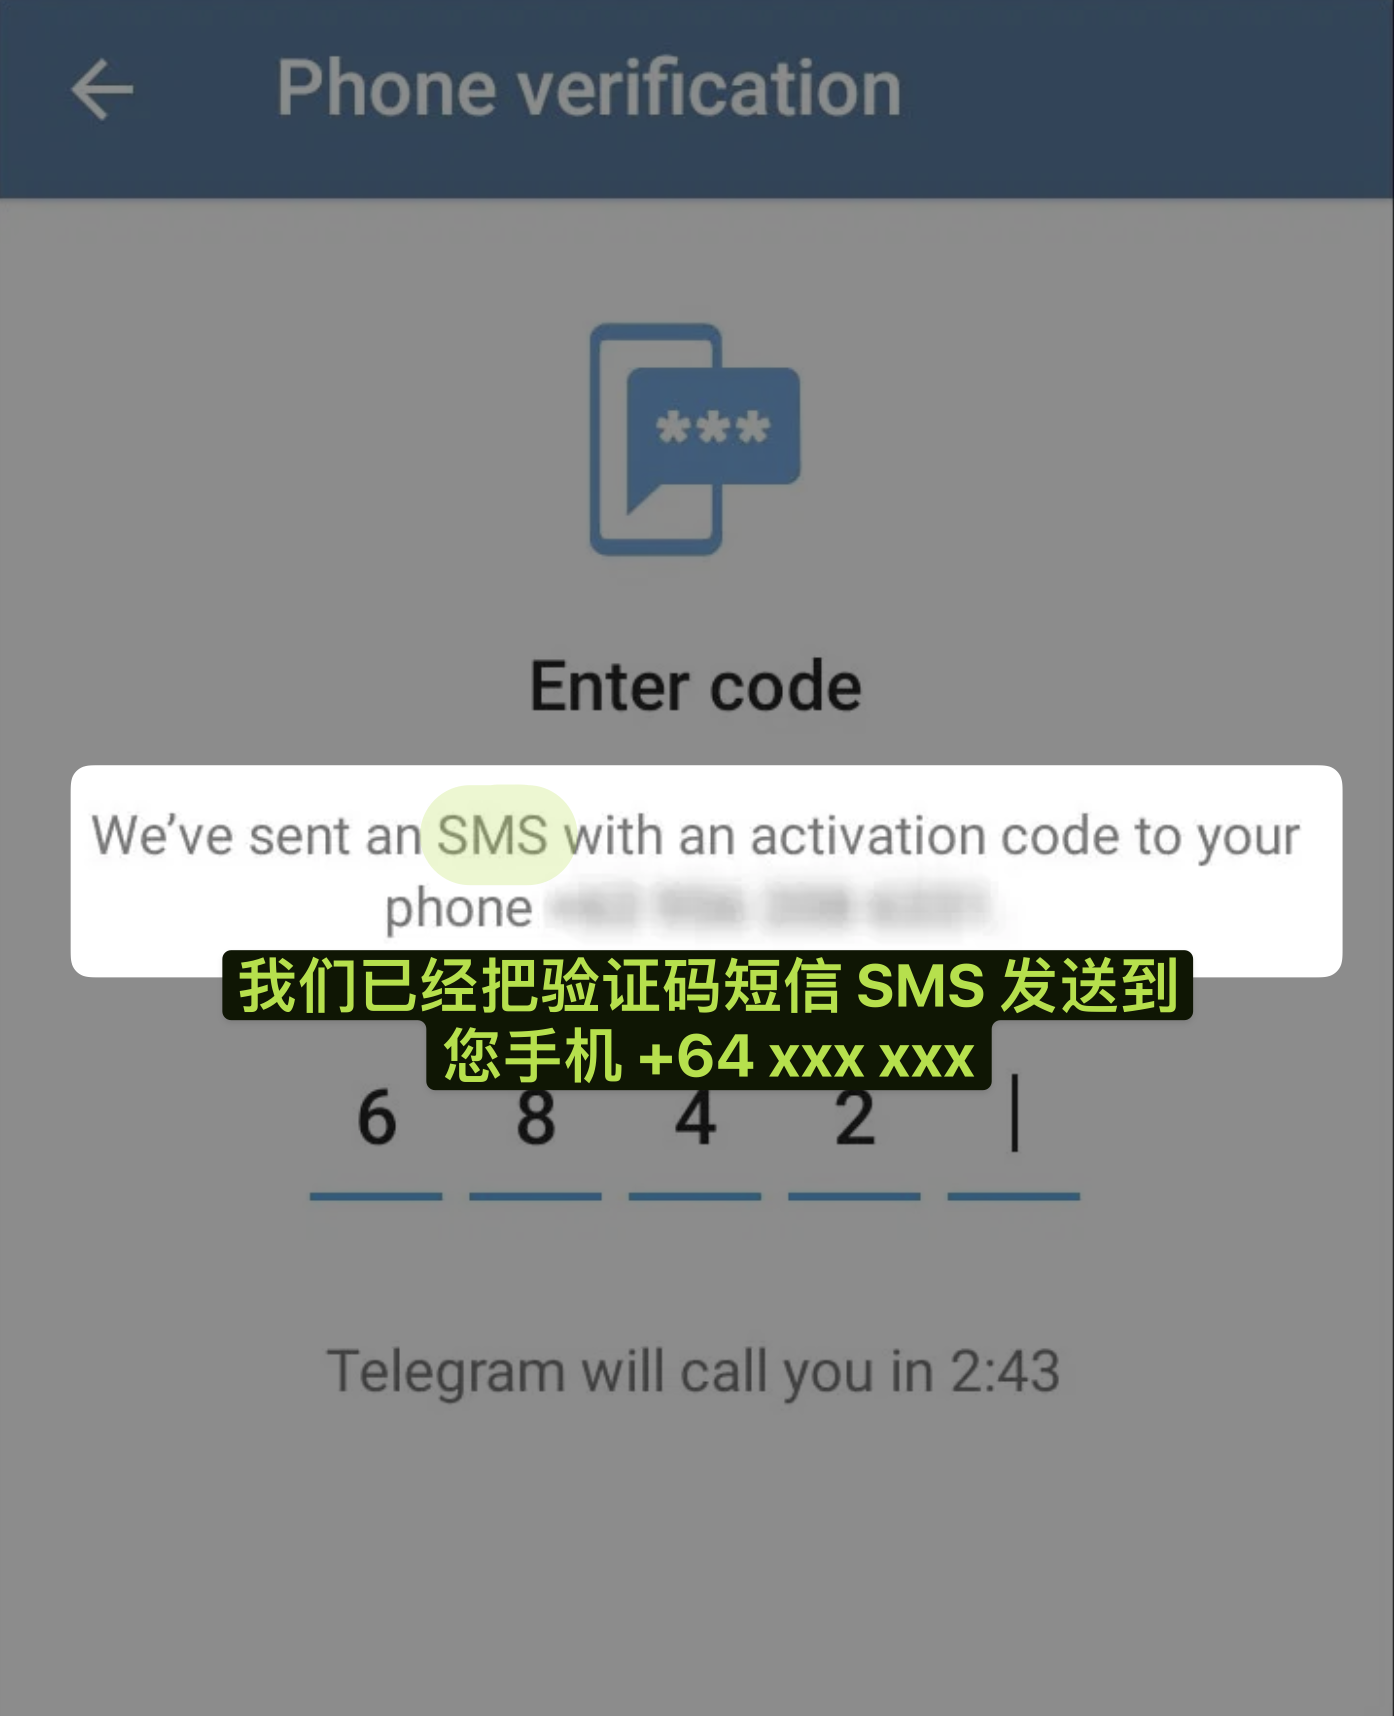 Phone verification
***
Enter code
We’ve sent an SMS with an activation code to your
phone
我们已经把验证码短信 SMS 发送到
您手机 +64 xxx xxx
6 8 4 2
Telegram will call you in 2:43